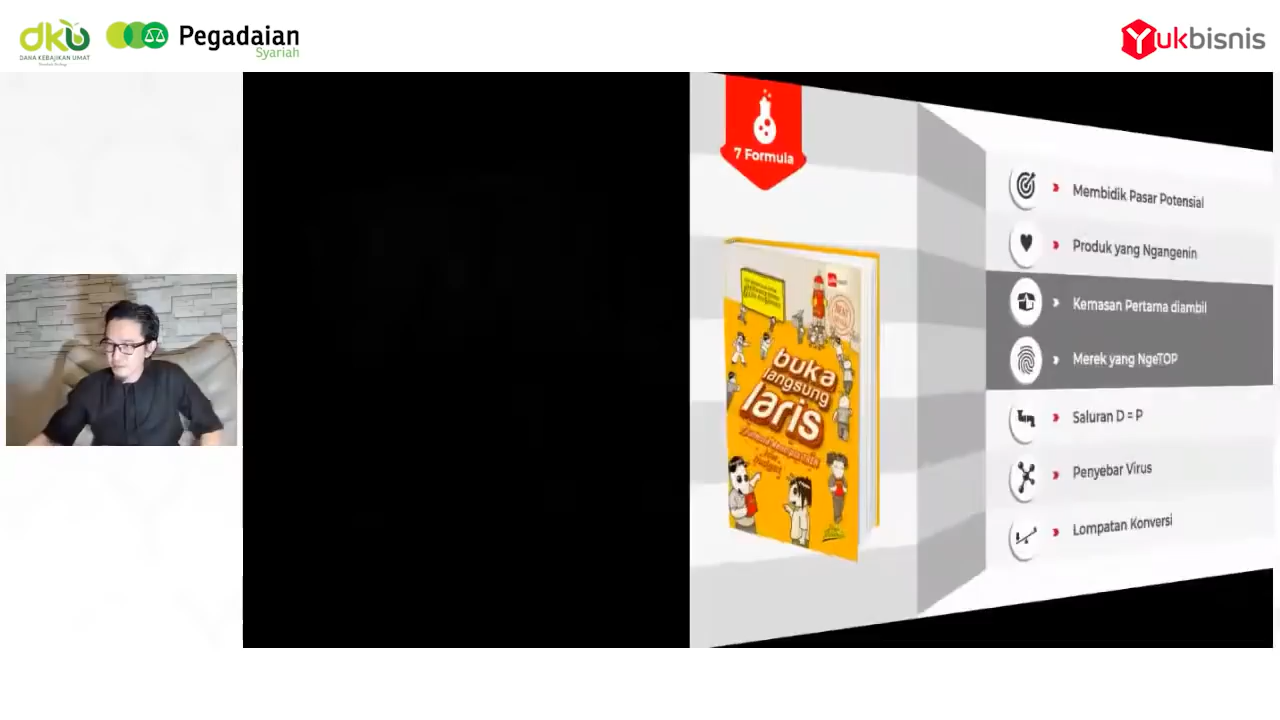 dku
DANA KEBAJIKAN UMAT
Pegadaian
Syariah
Yukbisnis
7 Formula
buka
langsung
laris
Membidik Pasar Potensial
Produk yang Ngangenin
Kemasan Pertama diambil
Merek yang NgeTOP
Saluran D = P
Penyebar Virus
Lompatan Konversi